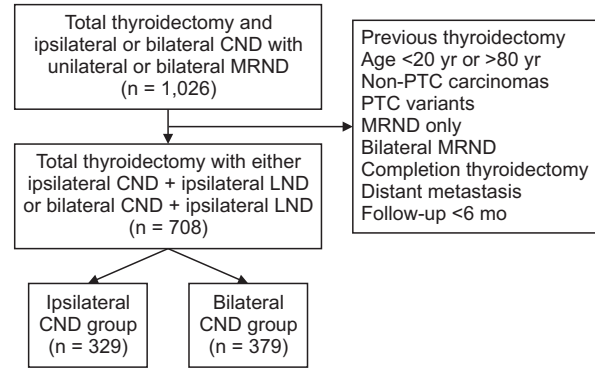 Total thyroidectomy and
ipsilateral or bilateral CND with
unilateral or bilateral MRND
(n = 1,026)
Previous thyroidectomy
Age <20 yr or >80 yr
Non-PTC carcinomas
PTC variants
MRND only
Bilateral MRND
Completion thyroidectomy
Distant metastasis
Follow-up <6 mo
Total thyroidectomy with either
ipsilateral CND + ipsilateral LND
or bilateral CND + ipsilateral LND
(n = 708)
Ipsilateral
CND group
(n = 329)
Bilateral
CND group
(n = 379)